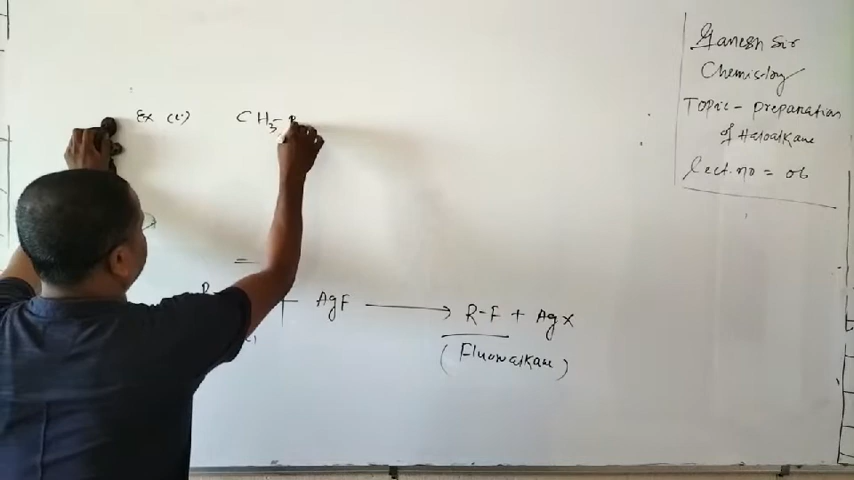 Ganesh Sir
Chemistry
Topic - preparation
of Haloalkane
Lect. no = 06
Ex (i) CH3-
R + AgF → R-F + AgX
(Fluoroalkane)